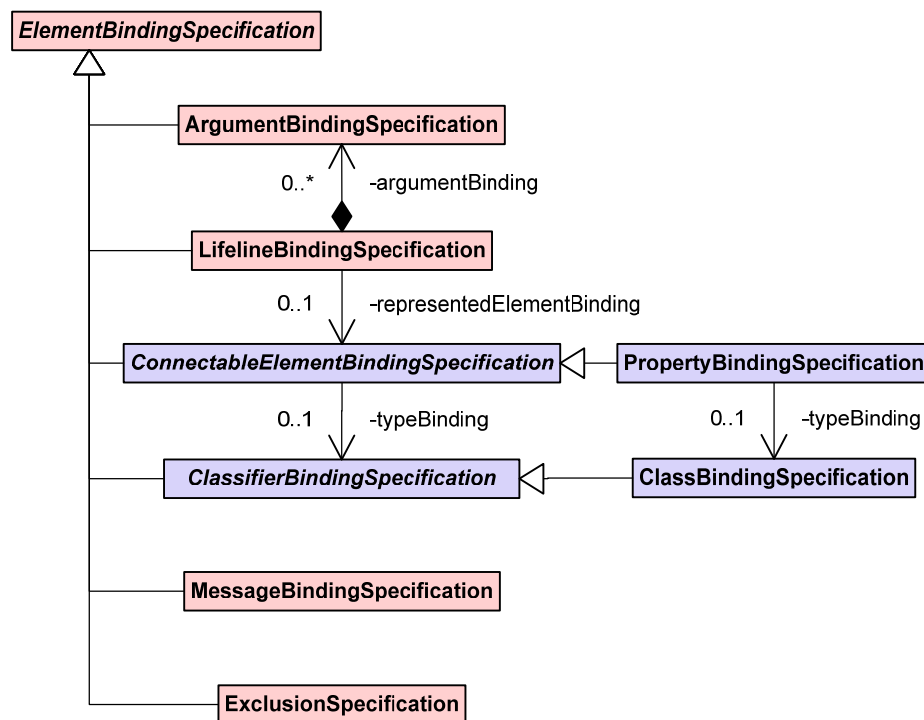 ElementBindingSpecification
ArgumentBindingSpecification
0..* -argumentBinding
LifelineBindingSpecification
0..1 -representedElementBinding
ConnectableElementBindingSpecification PropertyBindingSpecification
0..1 -typeBinding 0..1 -typeBinding
ClassifierBindingSpecification ClassBindingSpecification
MessageBindingSpecification
ExclusionSpecification